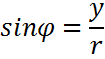 sinφ = y/r